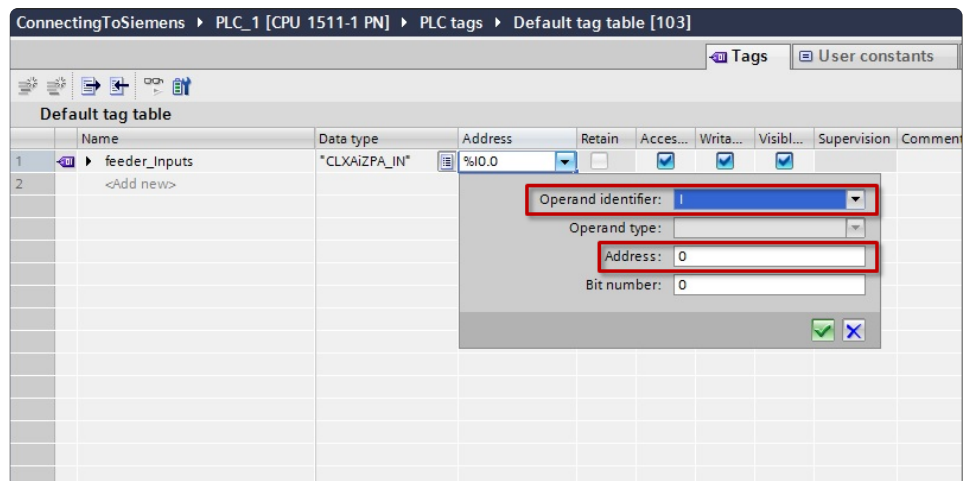 ConnectingToSiemens ▸ PLC_1 [CPU 1511-1 PN] ▸ PLC tags ▸ Default tag table [103]
Tags User constants
Default tag table
Name Data type Address Retain Acces... Writa... Visibl... Supervision Comment
1 feeder_Inputs "CLXAiZPA_IN" %I0.0
2 <Add new>
Operand identifier: I
Operand type:
Address: 0
Bit number: 0